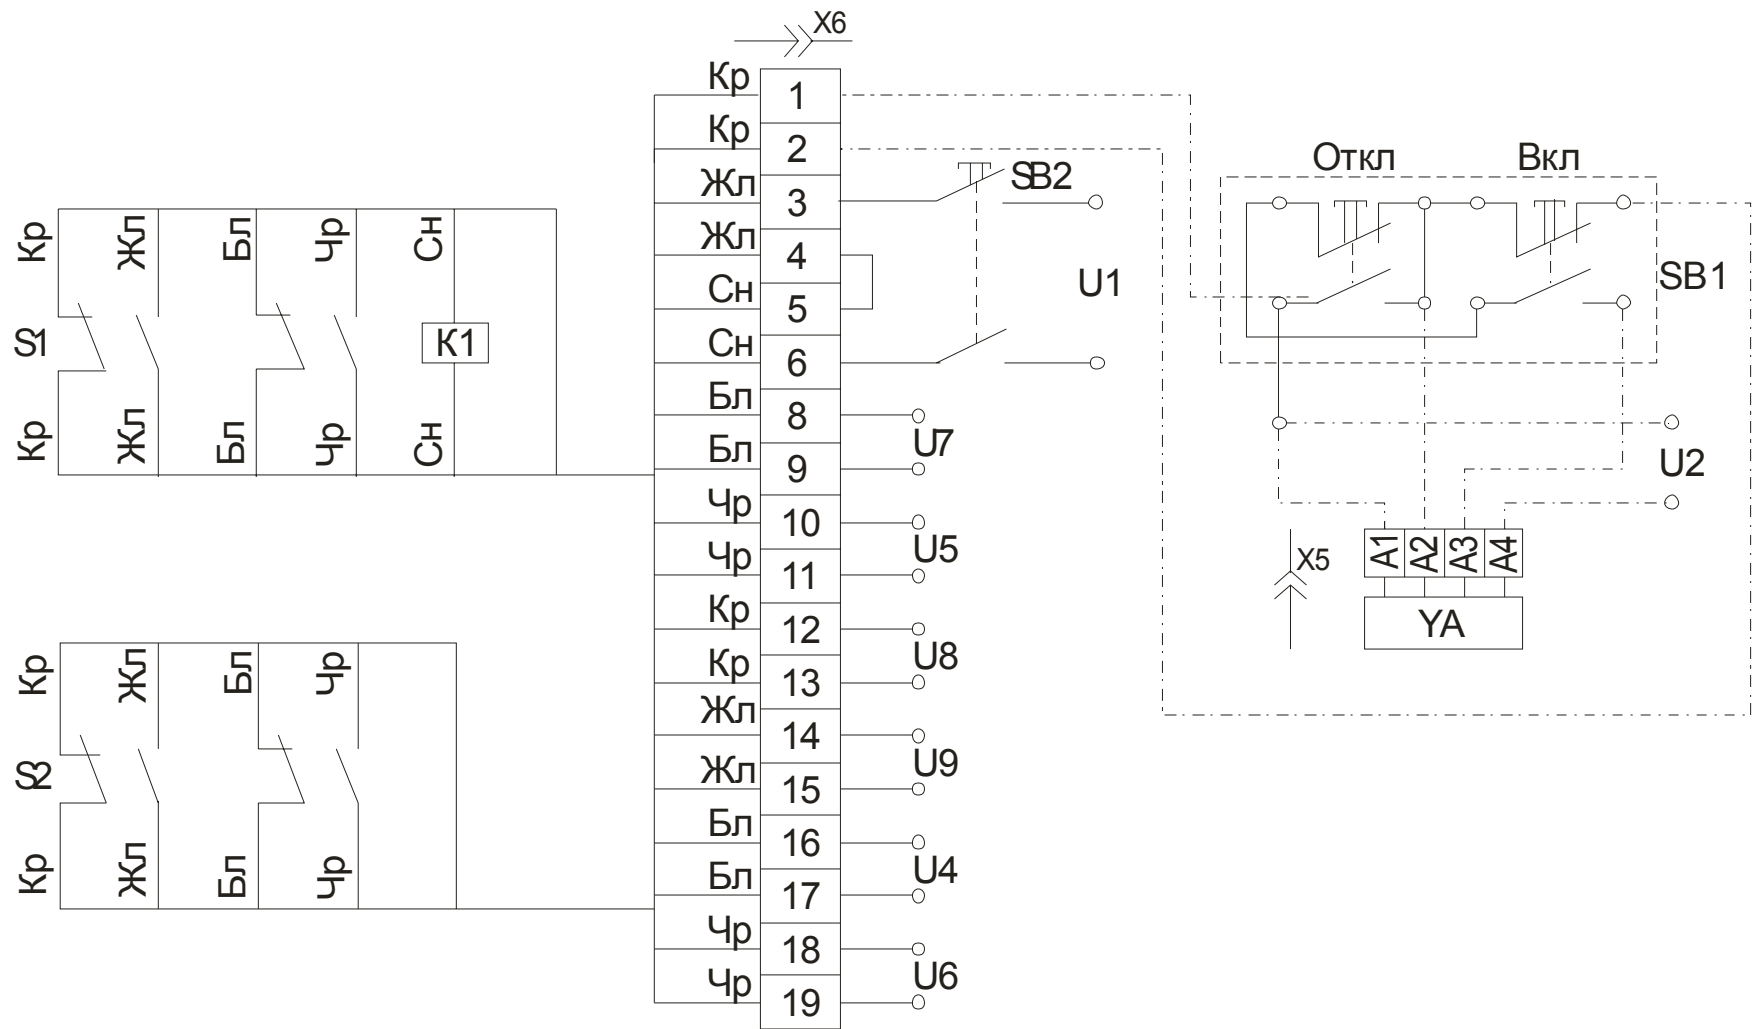 X6
Кр 1
Кр 2
Жл 3
Жл 4
Сн 5
Сн 6
Бл 8
Бл 9
Чр 10
Чр 11
Кр 12
Кр 13
Жл 14
Жл 15
Бл 16
Бл 17
Чр 18
Чр 19
SB2
U1
U7
U5
U8
U9
U4
U6
Кр Жл Бл Чр Сн
S1
К1
Кр Жл Бл Чр Сн
Кр Жл Бл Чр
S2
Кр Жл Бл Чр
Откл Вкл
SB1
U2
X5
A1 A2 A3 A4
YA